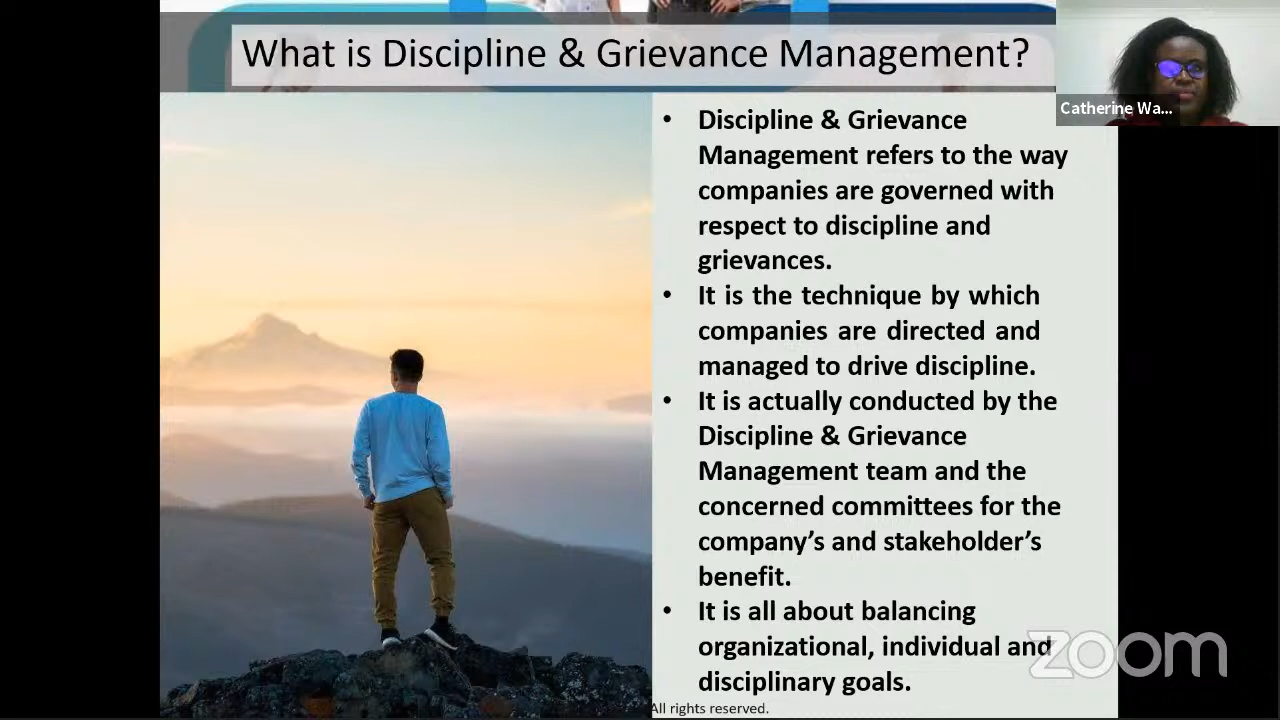 What is Discipline & Grievance Management?
Catherine Wa...
• Discipline & Grievance
Management refers to the way
companies are governed with
respect to discipline and
grievances.
• It is the technique by which
companies are directed and
managed to drive discipline.
• It is actually conducted by the
Discipline & Grievance
Management team and the
concerned committees for the
company’s and stakeholder’s
benefit.
• It is all about balancing
organizational, individual and
disciplinary goals.
zoom
All rights reserved.